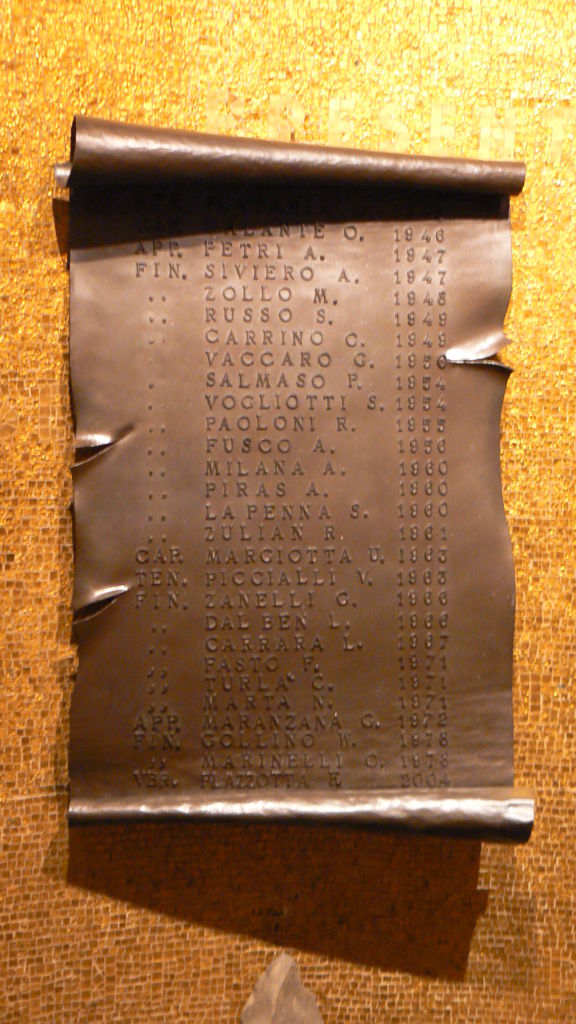 PRESENT
GALANTE O. 1946
APP. PETRI A. 1947
FIN. SIVIERO A. 1947
,, ZOLLO M. 1948
,, RUSSO S. 1949
,, CARRINO C. 1949
,, VACCARO G. 1950
,, SALMASO P. 1954
,, VOGLIOTTI S. 1954
,, PAOLONI R. 1955
,, FUSCO A. 1956
,, MILANA A. 1960
,, PIRAS A. 1960
,, LA PENNA S. 1960
,, ZULIAN R. 1961
CAP. MARGIOTTA U. 1963
TEN. PICCIALLI V. 1963
FIN. ZANELLI G. 1966
,, DAL BEN L. 1966
,, CARRARA L. 1967
,, FASTO F. 1971
,, TURLA' C. 1971
,, MARTA N. 1971
APP. MARANZANA G. 1972
FIN. GOLLINO W. 1978
,, MARINELLI C. 1978
VBR. PLAZZOTTA F. 2004